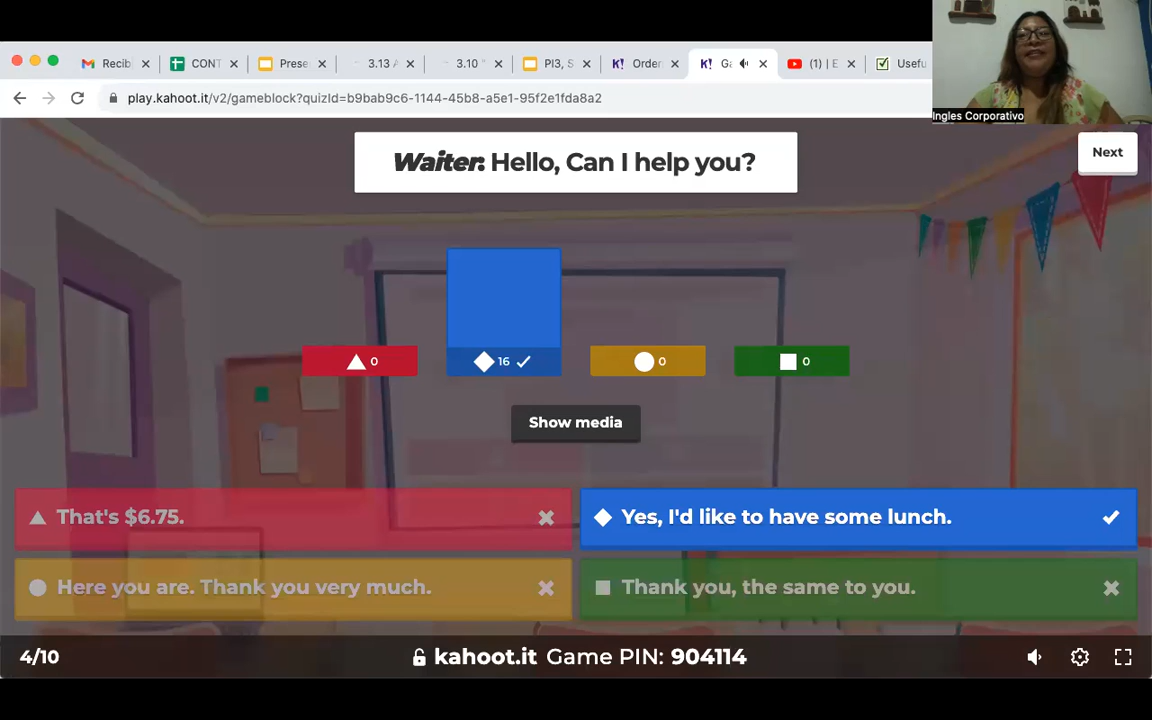 Recib
CONT
Prese
3.13 A
3.10 "
PI3, S
K! Order
K! Ga
(1) | E
Usefu
play.kahoot.it/v2/gameblock?quizId=b9bab9c6-1144-45b8-a5e1-95f2e1fda8a2
Ingles Corporativo
Waiter: Hello, Can I help you?
Next
0
16
0
0
Show media
That's $6.75.
Yes, I'd like to have some lunch.
Here you are. Thank you very much.
Thank you, the same to you.
4/10
kahoot.it Game PIN: 904114